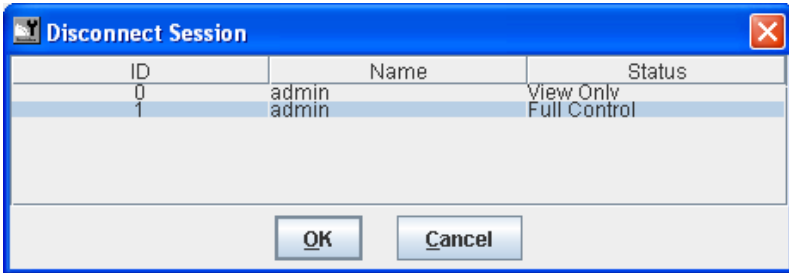 Disconnect Session
ID Name Status
0 admin View Only
1 admin Full Control
OK Cancel